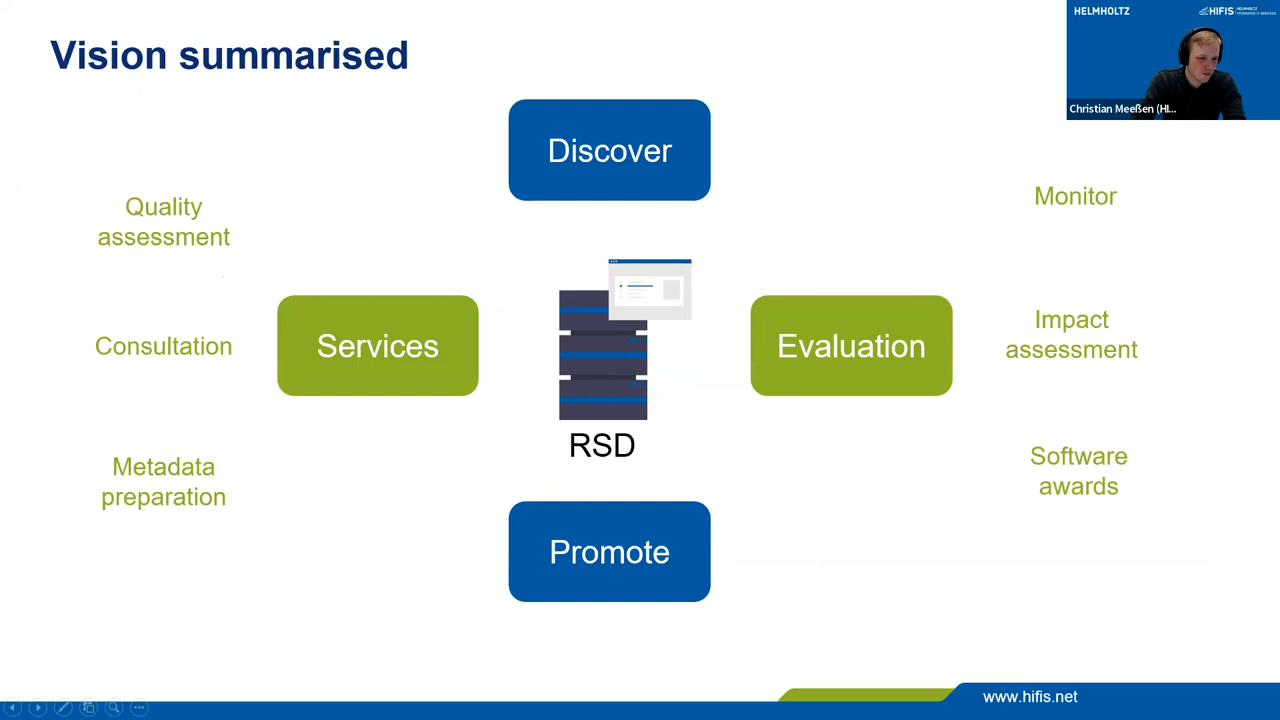 Vision summarised
HELMHOLTZ
HIFIS
Christian Meeßen (HI...
Discover
Quality
assessment
Monitor
Services
Consultation
Evaluation
Impact
assessment
RSD
Metadata
preparation
Software
awards
Promote
www.hifis.net